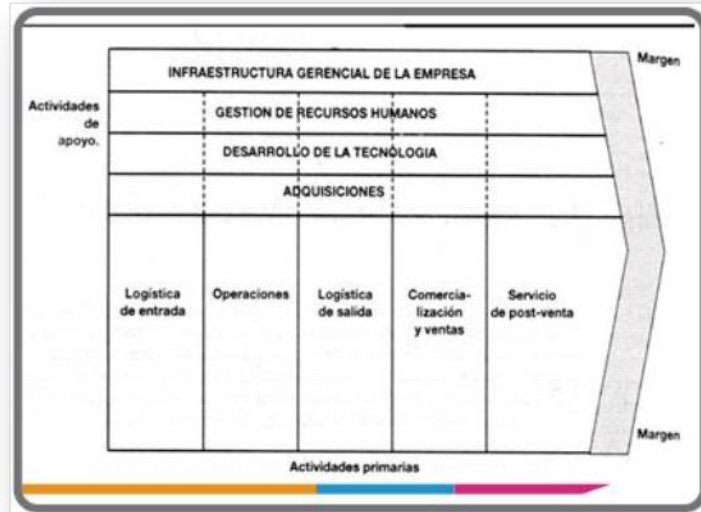 Margen
INFRAESTRUCTURA GERENCIAL DE LA EMPRESA
Actividades
de
apoyo.
GESTION DE RECURSOS HUMANOS
DESARROLLO DE LA TECNOLOGIA
ADQUISICIONES
Logística
de entrada
Operaciones
Logística
de salida
Comercia-
lización
y ventas
Servicio
de post-venta
Margen
Actividades primarias